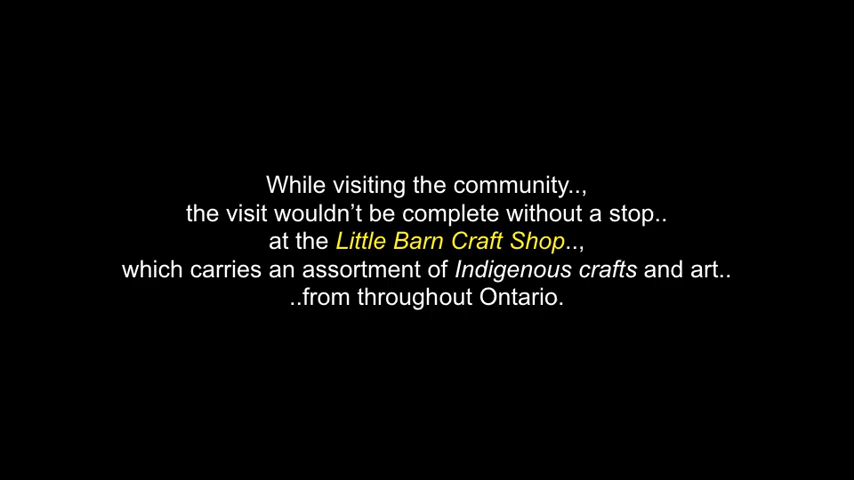 While visiting the community..,
the visit wouldn’t be complete without a stop..
at the Little Barn Craft Shop..,
which carries an assortment of Indigenous crafts and art..
..from throughout Ontario.